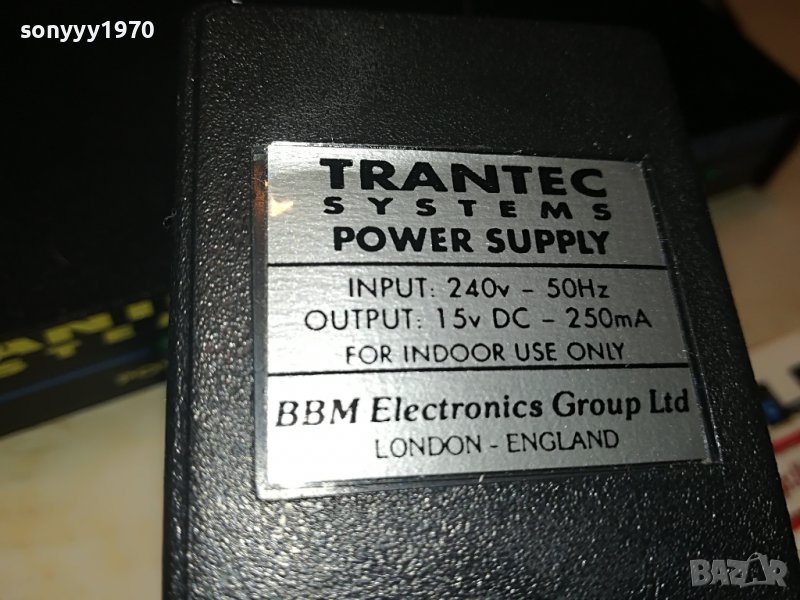 sonyyy1970
TRANTEC
SYSTEMS
POWER SUPPLY
INPUT: 240v - 50Hz
OUTPUT: 15v DC - 250mA
FOR INDOOR USE ONLY
BBM Electronics Group Ltd
LONDON - ENGLAND
BAZAR